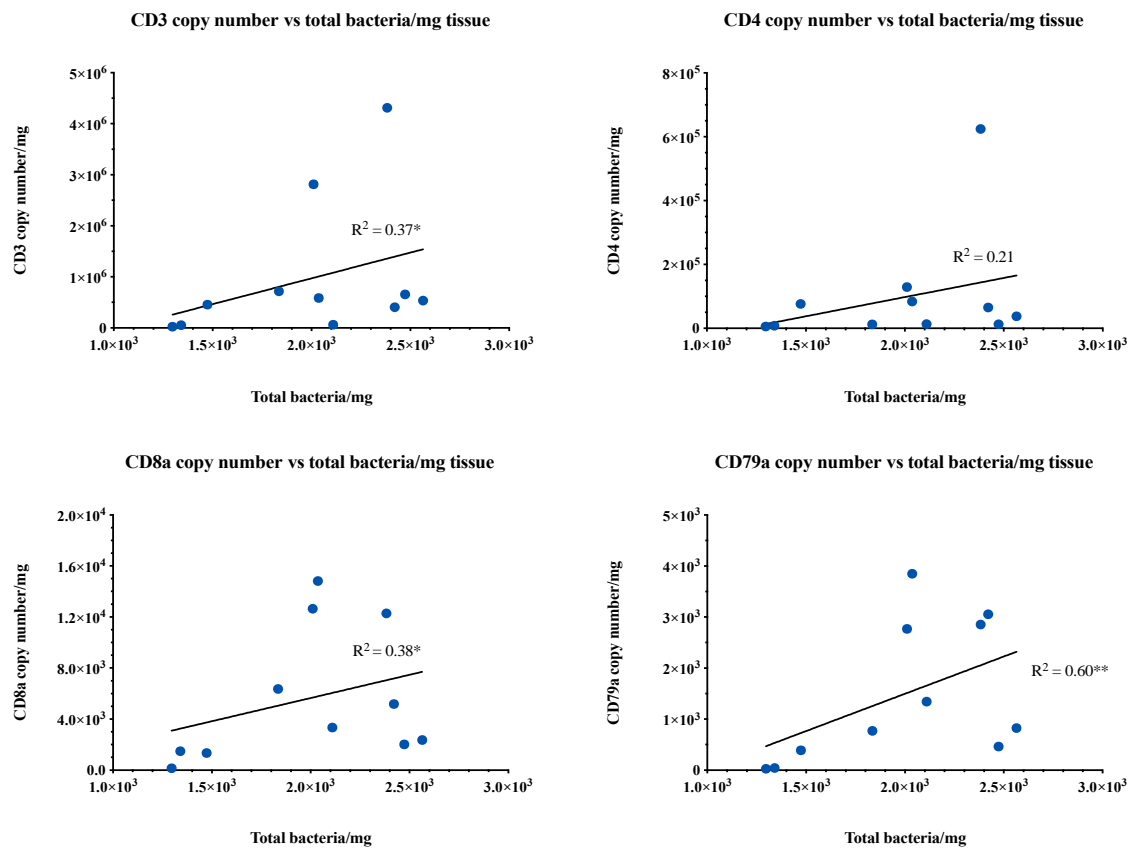 CD3 copy number vs total bacteria/mg tissue
CD3 copy number/mg
5×10⁶
4×10⁶
3×10⁶
2×10⁶
1×10⁶
0
R² = 0.37*
1.0×10³ 1.5×10³ 2.0×10³ 2.5×10³ 3.0×10³
Total bacteria/mg
CD4 copy number vs total bacteria/mg tissue
CD4 copy number/mg
8×10⁵
6×10⁵
4×10⁵
2×10⁵
0
R² = 0.21
1.0×10³ 1.5×10³ 2.0×10³ 2.5×10³ 3.0×10³
Total bacteria/mg
CD8a copy number vs total bacteria/mg tissue
CD8a copy number/mg
2.0×10⁴
1.6×10⁴
1.2×10⁴
8.0×10³
4.0×10³
0.0
R² = 0.38*
1.0×10³ 1.5×10³ 2.0×10³ 2.5×10³ 3.0×10³
Total bacteria/mg
CD79a copy number vs total bacteria/mg tissue
CD79a copy number/mg
5×10³
4×10³
3×10³
2×10³
1×10³
0
R² = 0.60**
1.0×10³ 1.5×10³ 2.0×10³ 2.5×10³ 3.0×10³
Total bacteria/mg